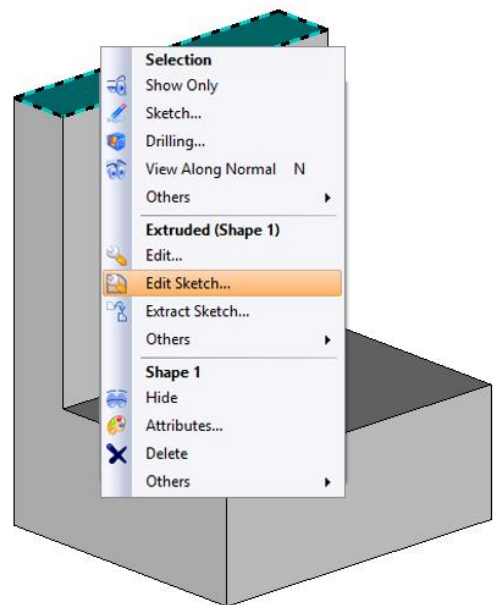 Selection
Show Only
Sketch...
Drilling...
View Along Normal N
Others
Extruded (Shape 1)
Edit...
Edit Sketch...
Extract Sketch...
Others
Shape 1
Hide
Attributes...
Delete
Others